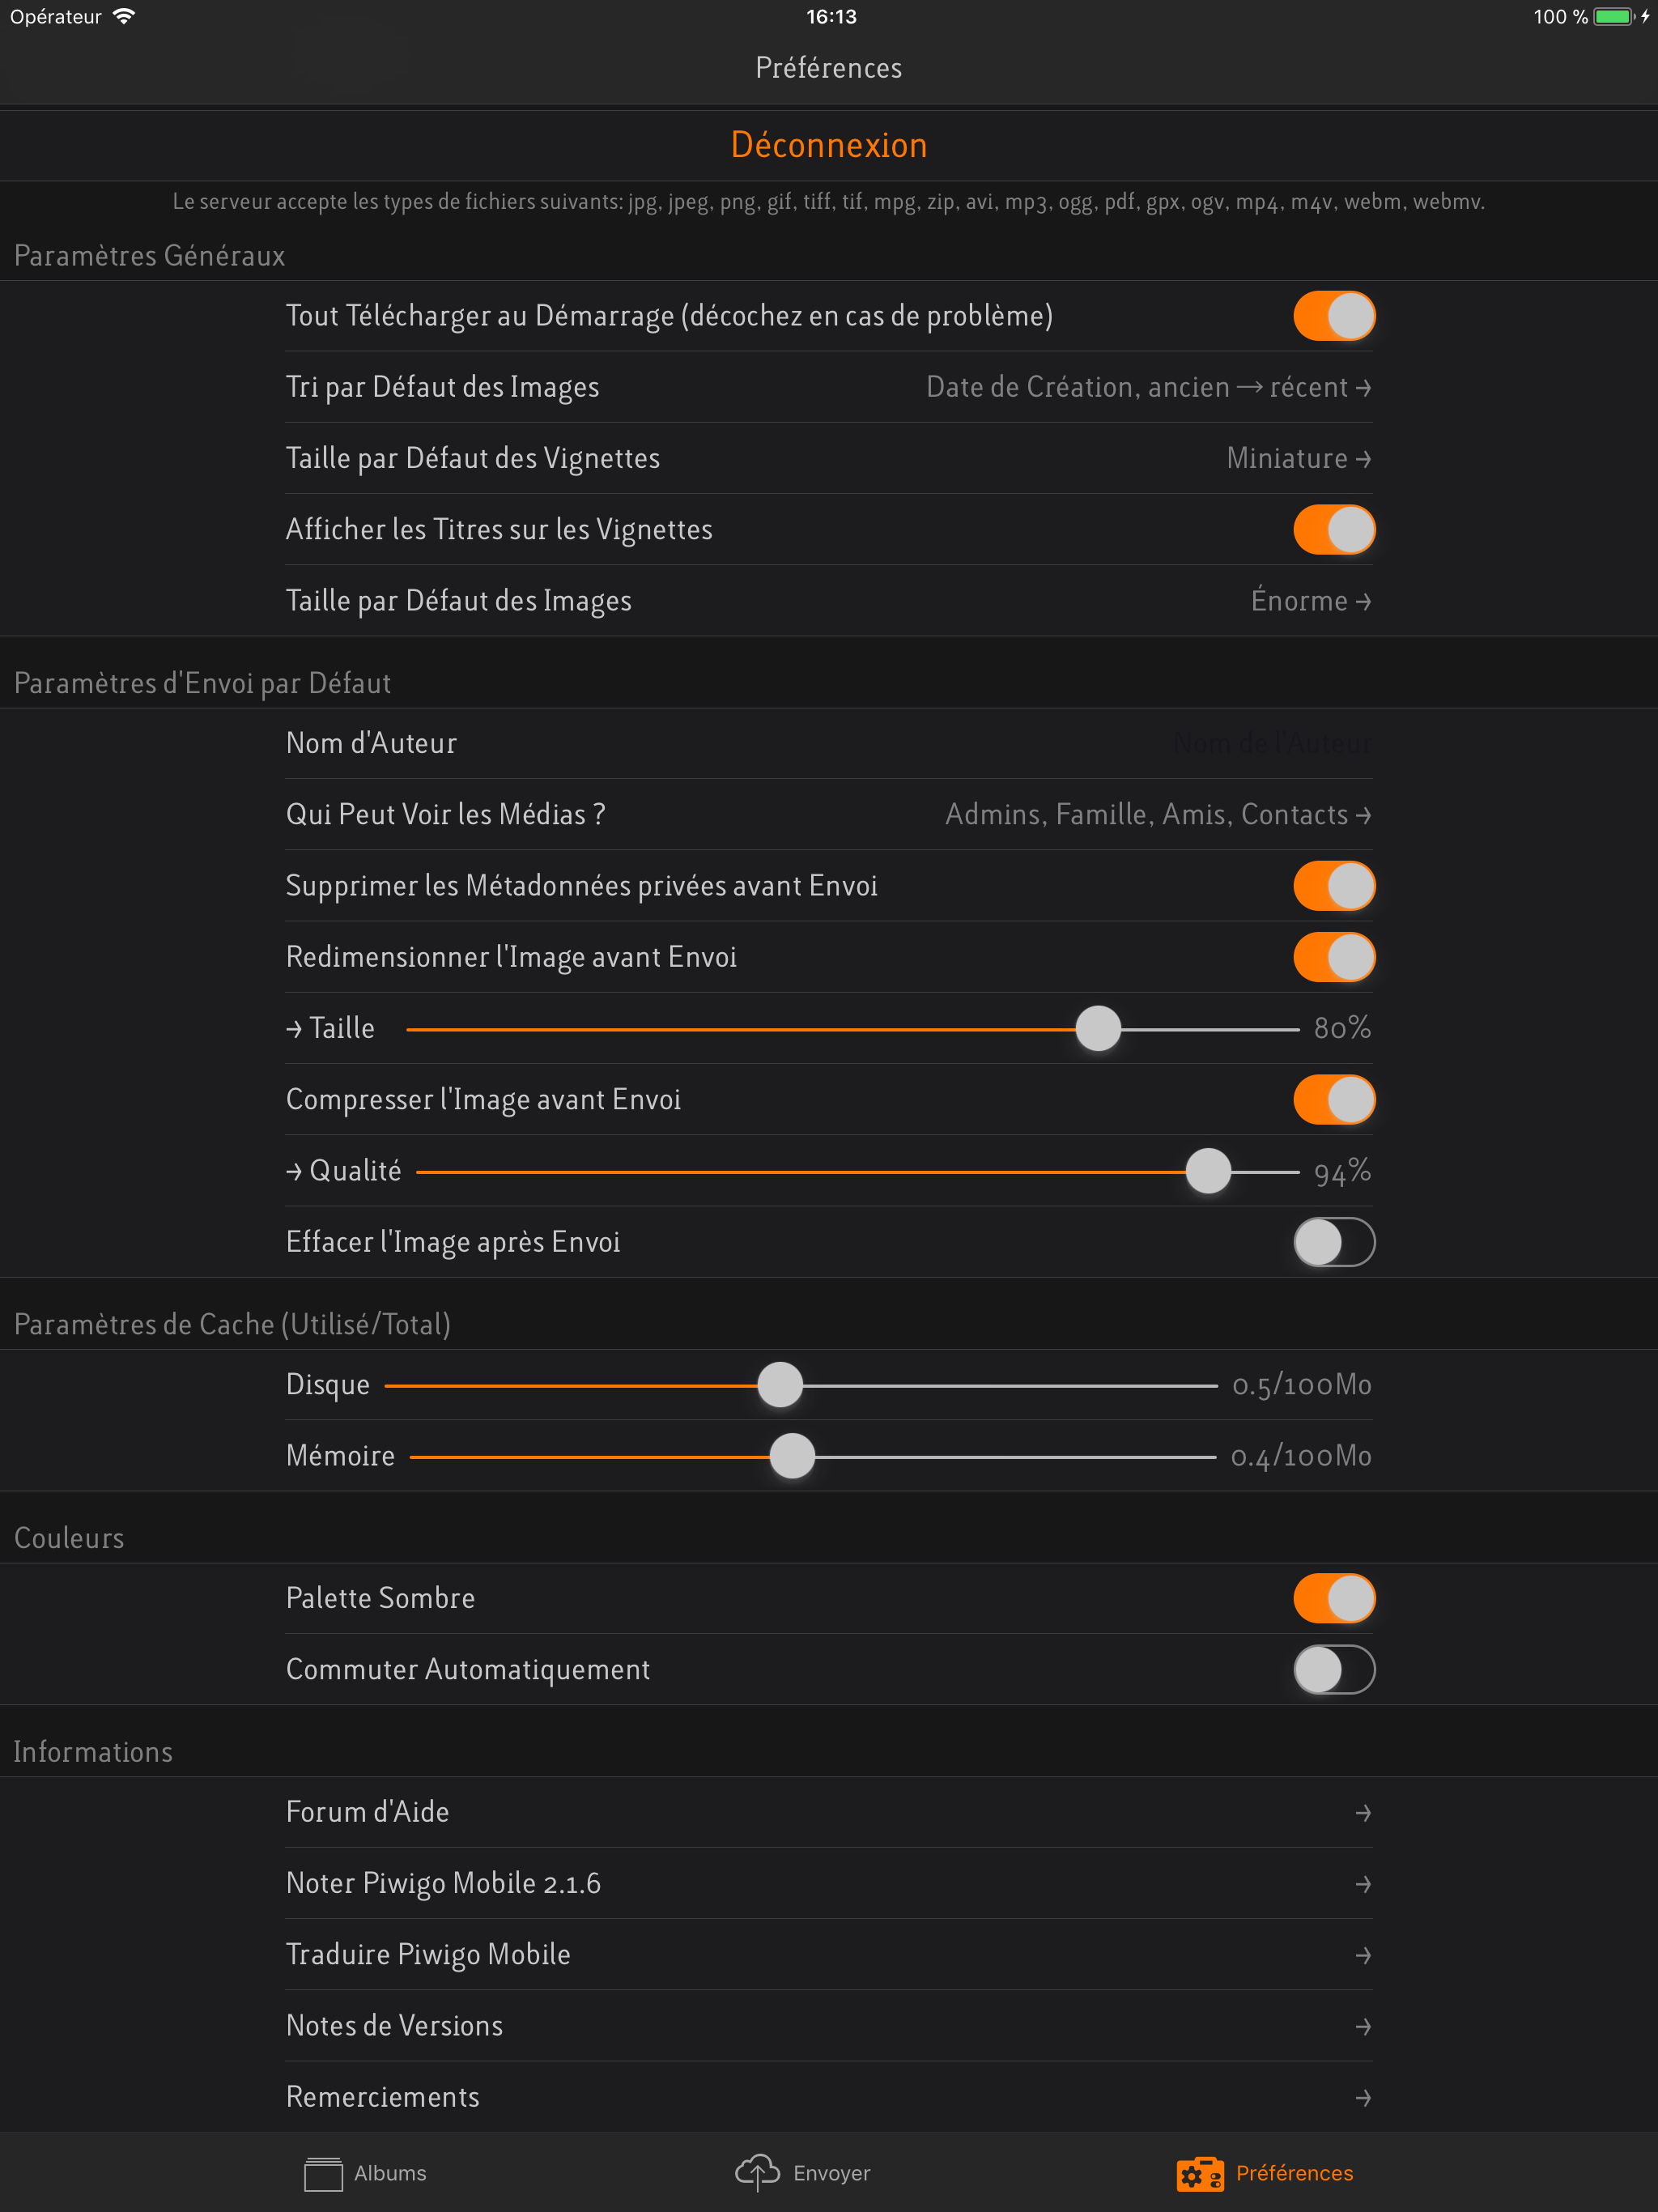 Opérateur 16:13 100 %
Préférences
Déconnexion
Le serveur accepte les types de fichiers suivants: jpg, jpeg, png, gif, tiff, tif, mpg, zip, avi, mp3, ogg, pdf, gpx, ogv, mp4, m4v, webm, webmv.
Paramètres Généraux
Tout Télécharger au Démarrage (décochez en cas de problème)
Tri par Défaut des Images Date de Création, ancien → récent →
Taille par Défaut des Vignettes Miniature →
Afficher les Titres sur les Vignettes
Taille par Défaut des Images Énorme →
Paramètres d'Envoi par Défaut
Nom d'Auteur Nom de l'Auteur
Qui Peut Voir les Médias ? Admins, Famille, Amis, Contacts →
Supprimer les Métadonnées privées avant Envoi
Redimensionner l'Image avant Envoi
→ Taille 80%
Compresser l'Image avant Envoi
→ Qualité 94%
Effacer l'Image après Envoi
Paramètres de Cache (Utilisé/Total)
Disque 0.5/100Mo
Mémoire 0.4/100Mo
Couleurs
Palette Sombre
Commuter Automatiquement
Informations
Forum d'Aide →
Noter Piwigo Mobile 2.1.6 →
Traduire Piwigo Mobile →
Notes de Versions →
Remerciements →
Albums Envoyer Préférences